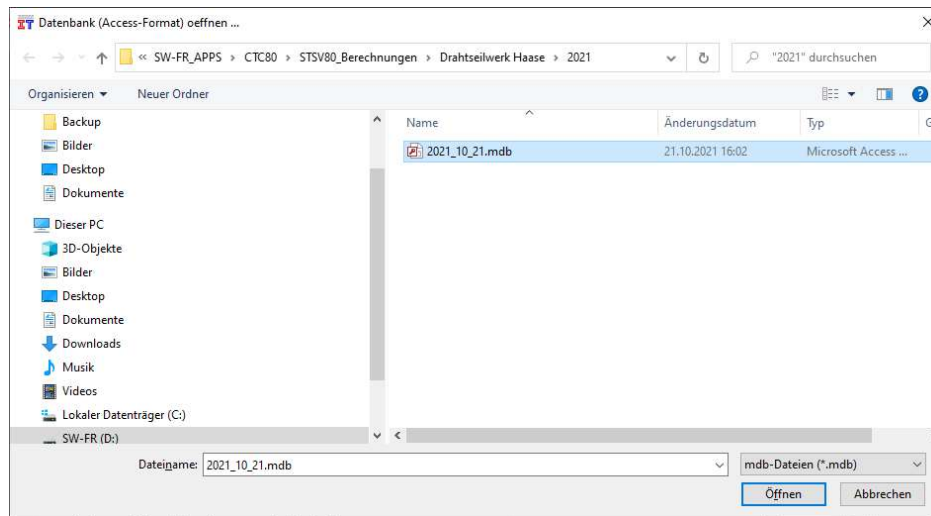 Datenbank (Access-Format) oeffnen ...
« SW-FR_APPS › CTC80 › STSV80_Berechnungen › Drahtseilwerk Haase › 2021
"2021" durchsuchen
Organisieren
Neuer Ordner
Backup
Bilder
Desktop
Dokumente
Dieser PC
3D-Objekte
Bilder
Desktop
Dokumente
Downloads
Musik
Videos
Lokaler Datenträger (C:)
SW-FR (D:)
Name Änderungsdatum Typ G
2021_10_21.mdb 21.10.2021 16:02 Microsoft Access ...
Dateiname: 2021_10_21.mdb mdb-Dateien (*.mdb)
Öffnen Abbrechen